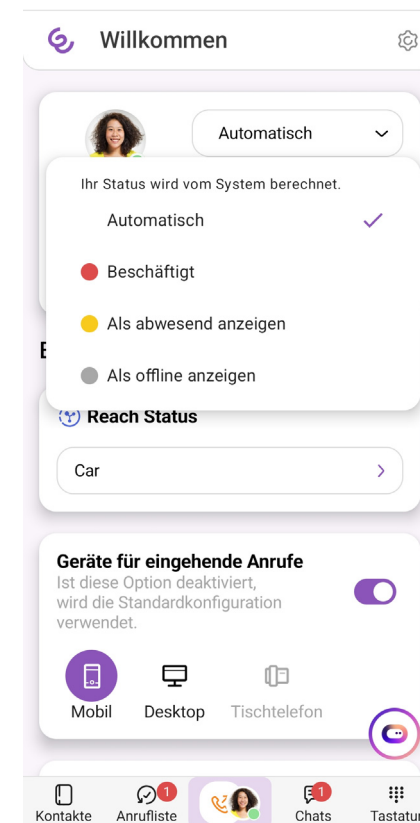 Willkommen
Automatisch
Ihr Status wird vom System berechnet.
Automatisch
Beschäftigt
Als abwesend anzeigen
Als offline anzeigen
Reach Status
Car
Geräte für eingehende Anrufe
Ist diese Option deaktiviert,
wird die Standardkonfiguration
verwendet.
Mobil Desktop Tischtelefon
1 1
Kontakte Anrufliste Chats Tastatur